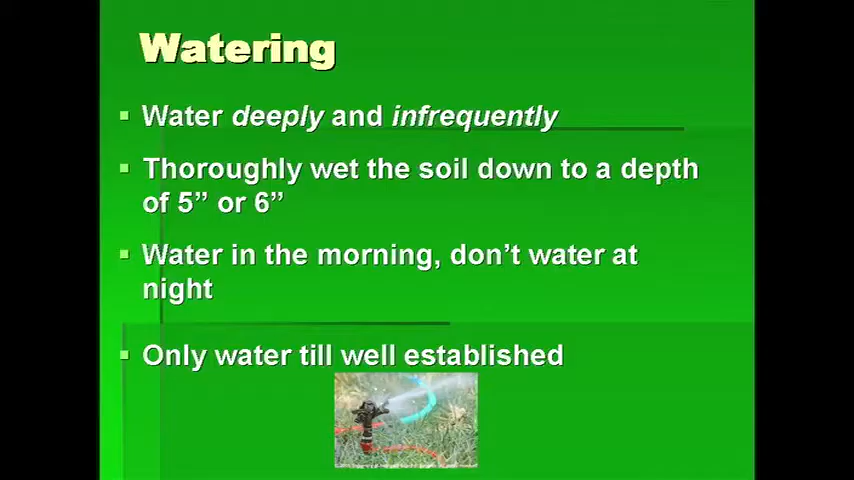 Watering
Water deeply and infrequently
Thoroughly wet the soil down to a depth
of 5” or 6”
Water in the morning, don’t water at
night
Only water till well established